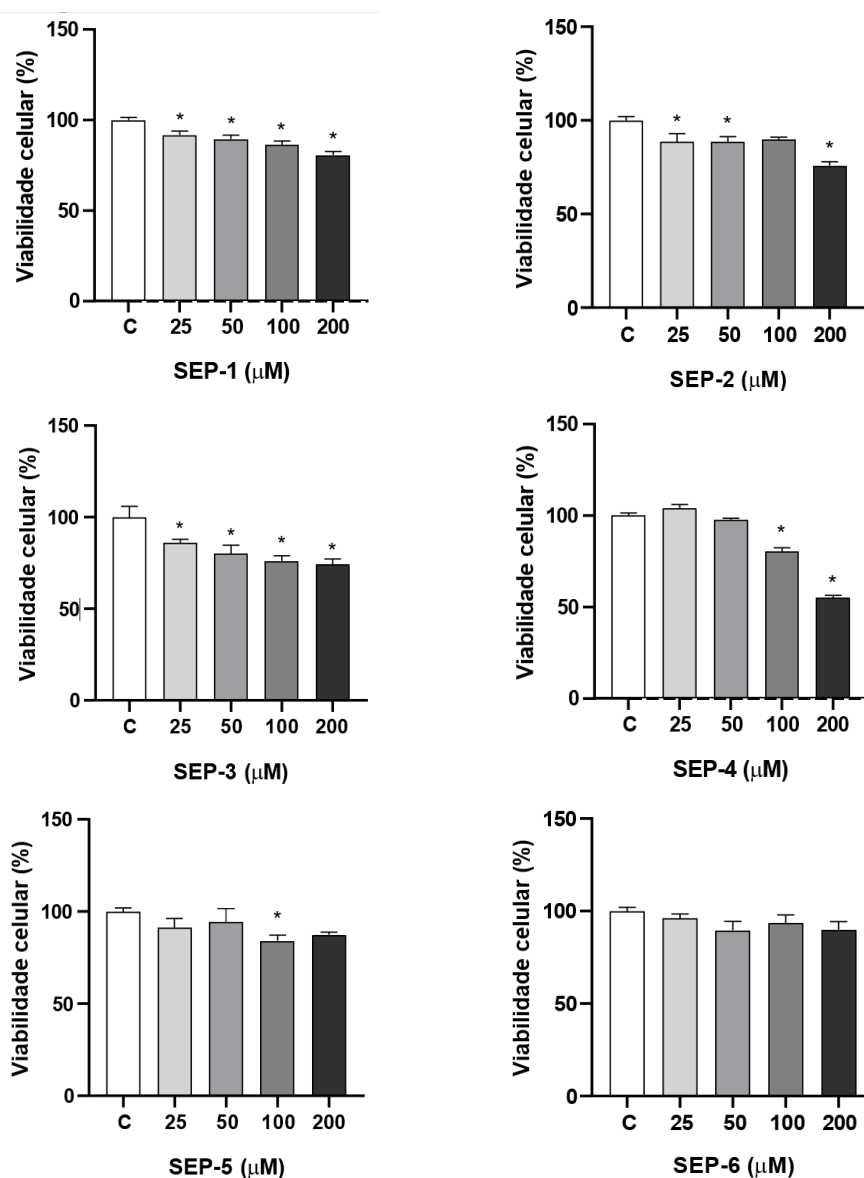 150
100
50
0
Viabilidade celular (%)
* * * *
C 25 50 100 200
SEP-1 (μM)
150
100
50
0
Viabilidade celular (%)
* * *
C 25 50 100 200
SEP-2 (μM)
150
100
50
0
Viabilidade celular (%)
* * * *
C 25 50 100 200
SEP-3 (μM)
150
100
50
0
Viabilidade celular (%)
* *
C 25 50 100 200
SEP-4 (μM)
150
100
50
0
Viabilidade celular (%)
*
C 25 50 100 200
SEP-5 (μM)
150
100
50
0
Viabilidade celular (%)
C 25 50 100 200
SEP-6 (μM)